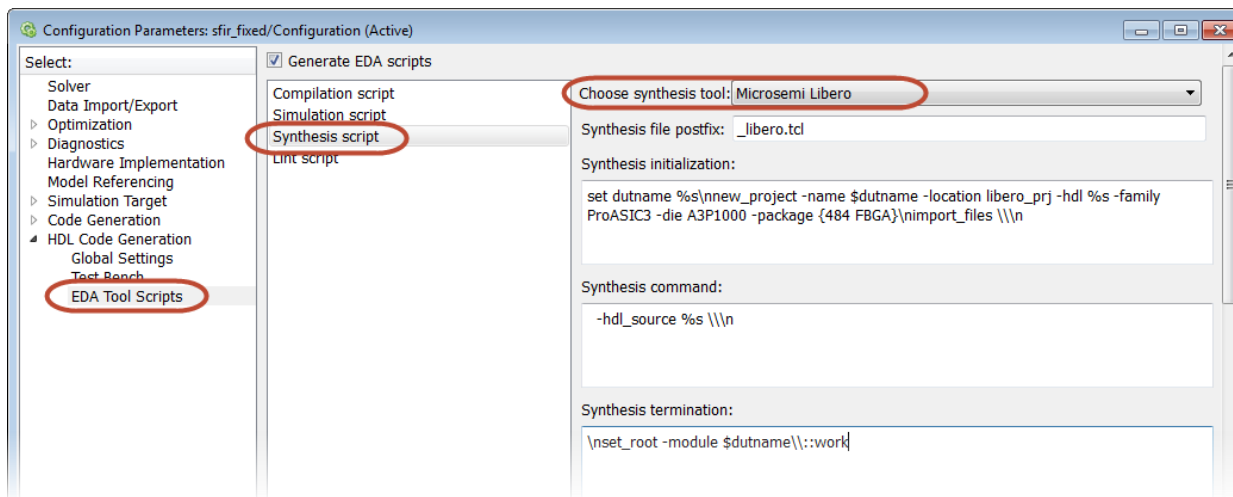 Configuration Parameters: sfir_fixed/Configuration (Active)
Select:
Solver
Data Import/Export
Optimization
Diagnostics
Hardware Implementation
Model Referencing
Simulation Target
Code Generation
HDL Code Generation
Global Settings
Test Bench
EDA Tool Scripts
Generate EDA scripts
Compilation script
Simulation script
Synthesis script
Lint script
Choose synthesis tool: Microsemi Libero
Synthesis file postfix: _libero.tcl
Synthesis initialization:
set dutname %s\nnew_project -name $dutname -location libero_prj -hdl %s -family
ProASIC3 -die A3P1000 -package {484 FBGA}\nimport_files \\\n
Synthesis command:
-hdl_source %s \\\n
Synthesis termination:
\nset_root -module $dutname\\::work